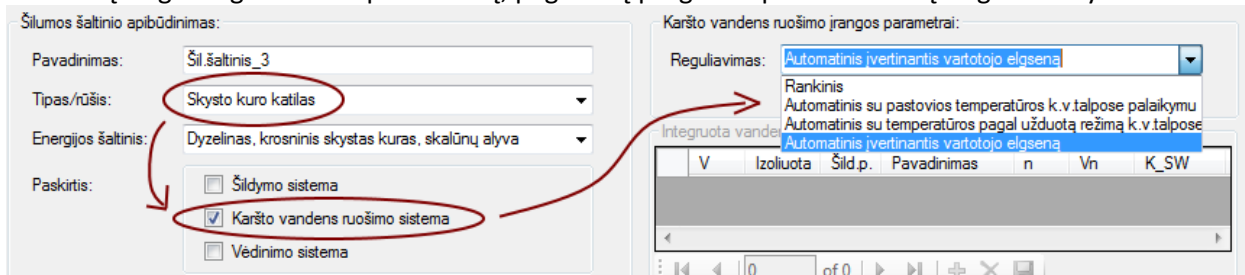 Šilumos šaltinio apibūdinimas:
Pavadinimas: Šil.šaltinis_3
Tipas/rūšis: Skysto kuro katilas
Energijos šaltinis: Dyzelinas, krosninis skystas kuras, skalūnų alyva
Paskirtis: Šildymo sistema
Karšto vandens ruošimo sistema
Vėdinimo sistema
Karšto vandens ruošimo įrangos parametrai:
Reguliavimas: Automatinis įvertinantis vartotojo elgseną
Rankinis
Automatinis su pastovios temperatūros k.v.talpose palaikymu
Automatinis su temperatūros pagal užduotą režimą k.v.talpose
Automatinis įvertinantis vartotojo elgseną
Integruota vanden
V Izoliuota Šild.p. Pavadinimas n Vn K_SW
0 of 0